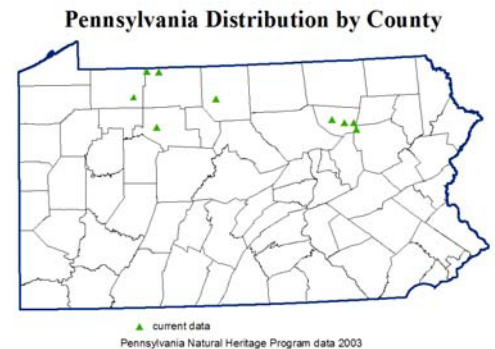 Pennsylvania Distribution by County
current data
Pennsylvania Natural Heritage Program data 2003